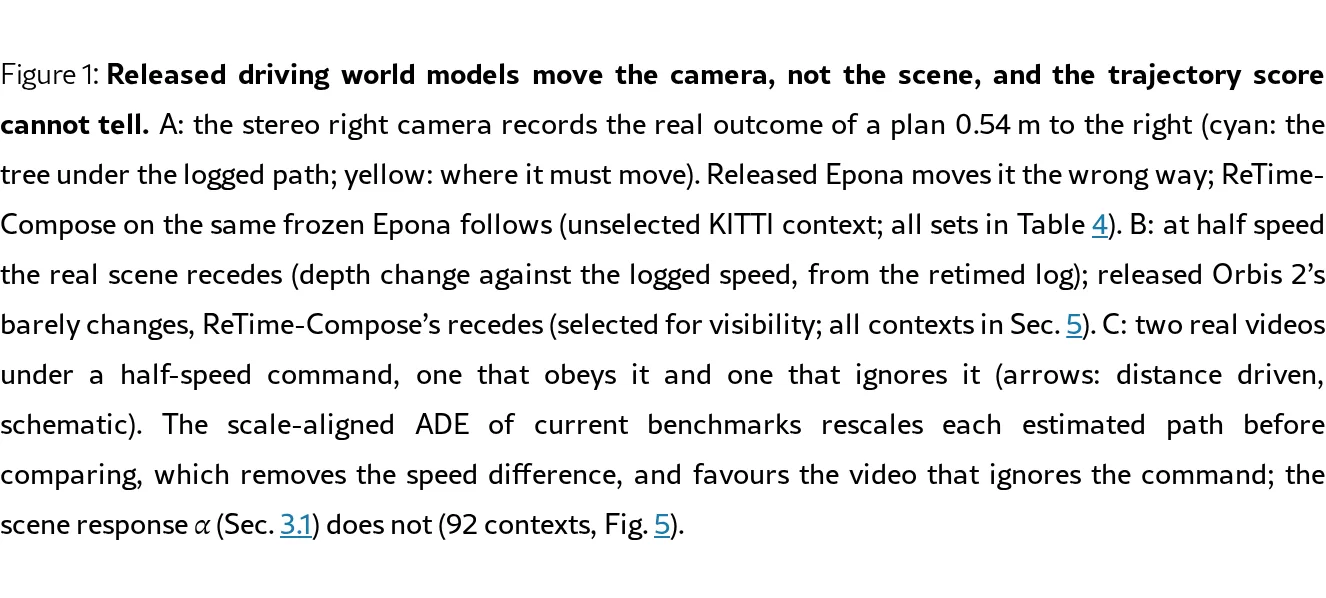 Figure 1: Released driving world models move the camera, not the scene, and the trajectory score
cannot tell. A: the stereo right camera records the real outcome of a plan 0.54 m to the right (cyan: the
tree under the logged path; yellow: where it must move). Released Epona moves it the wrong way; ReTime-
Compose on the same frozen Epona follows (unselected KITTI context; all sets in Table 4). B: at half speed
the real scene recedes (depth change against the logged speed, from the retimed log); released Orbis 2’s
barely changes, ReTime-Compose’s recedes (selected for visibility; all contexts in Sec. 5). C: two real videos
under a half-speed command, one that obeys it and one that ignores it (arrows: distance driven,
schematic). The scale-aligned ADE of current benchmarks rescales each estimated path before
comparing, which removes the speed difference, and favours the video that ignores the command; the
scene response α (Sec. 3.1) does not (92 contexts, Fig. 5).